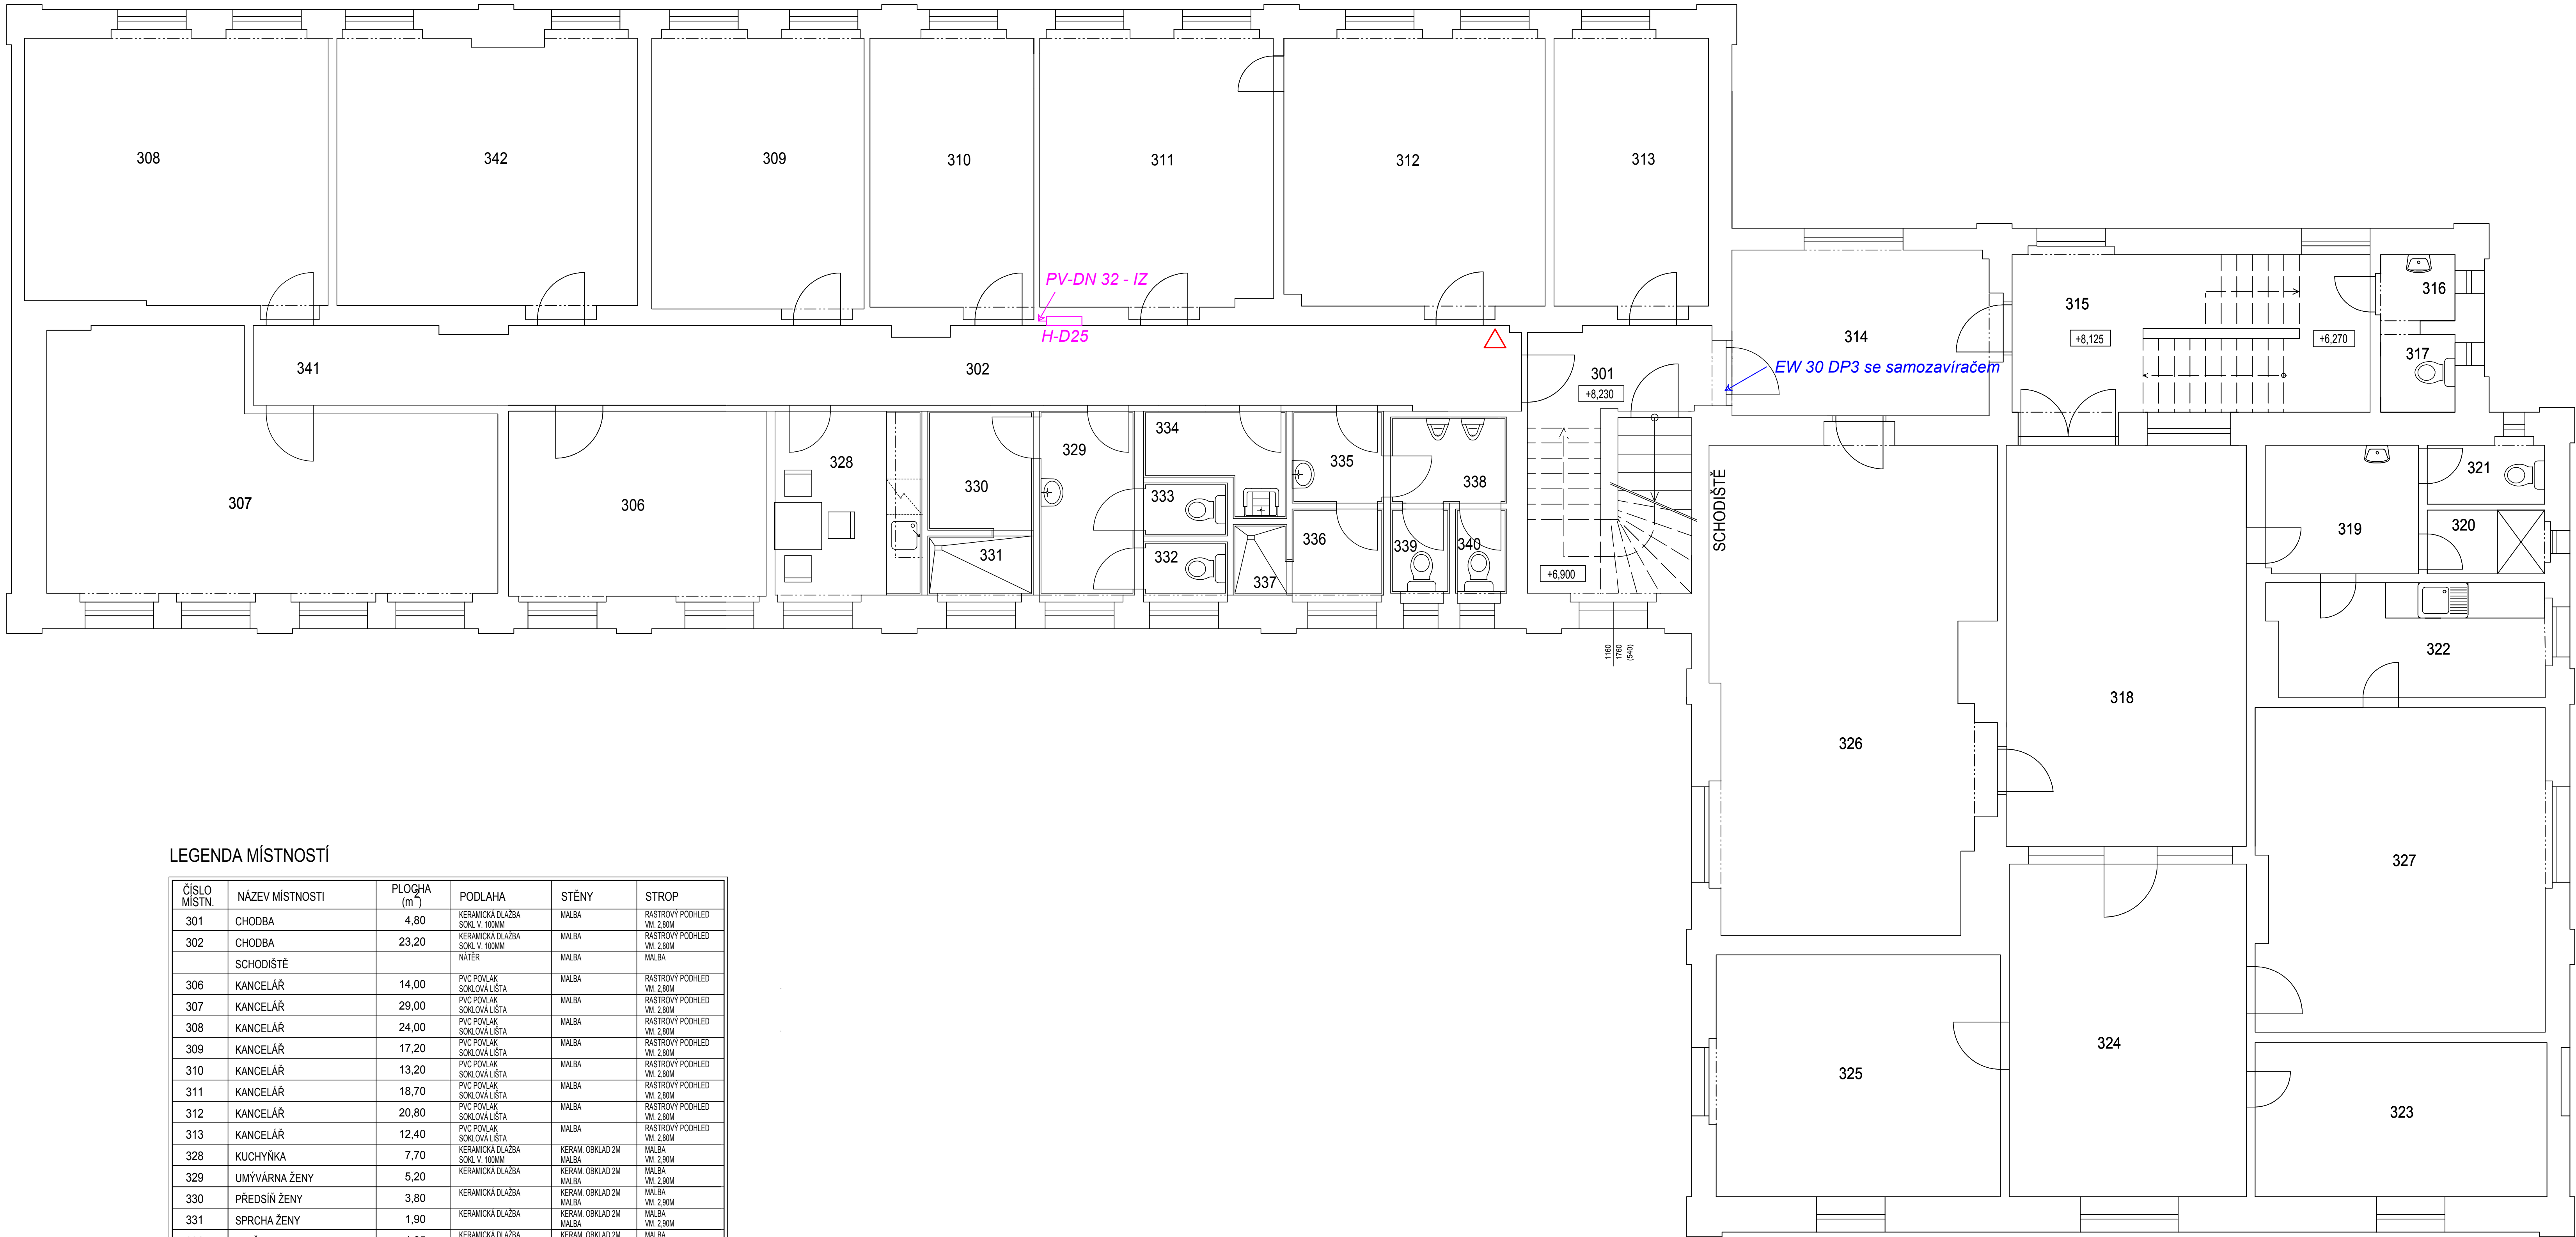 308
342
309
310
311
312
313
PV-DN 32 - IZ
H-D25
341
302
301
+8,230
314
315
+8,125
+6,270
316
317
EW 30 DP3 se samozavíračem
307
306
328
330
331
329
334
333
332
335
336
337
338
339
340
+6,900
SCHODIŠTĚ
1160
1760
(540)
321
320
319
322
318
326
327
325
324
323
LEGENDA MÍSTNOSTÍ
ČÍSLO MÍSTN. NÁZEV MÍSTNOSTI PLOCHA (m2) PODLAHA STĚNY STROP
301 CHODBA 4,80 KERAMICKÁ DLAŽBA SOKL V. 100MM MALBA RASTROVÝ PODHLED VM. 2,80M
302 CHODBA 23,20 KERAMICKÁ DLAŽBA SOKL V. 100MM MALBA RASTROVÝ PODHLED VM. 2,80M
SCHODIŠTĚ NÁTĚR MALBA MALBA
306 KANCELÁŘ 14,00 PVC POVLAK SOKLOVÁ LIŠTA MALBA RASTROVÝ PODHLED VM. 2,80M
307 KANCELÁŘ 29,00 PVC POVLAK SOKLOVÁ LIŠTA MALBA RASTROVÝ PODHLED VM. 2,80M
308 KANCELÁŘ 24,00 PVC POVLAK SOKLOVÁ LIŠTA MALBA RASTROVÝ PODHLED VM. 2,80M
309 KANCELÁŘ 17,20 PVC POVLAK SOKLOVÁ LIŠTA MALBA RASTROVÝ PODHLED VM. 2,80M
310 KANCELÁŘ 13,20 PVC POVLAK SOKLOVÁ LIŠTA MALBA RASTROVÝ PODHLED VM. 2,80M
311 KANCELÁŘ 18,70 PVC POVLAK SOKLOVÁ LIŠTA MALBA RASTROVÝ PODHLED VM. 2,80M
312 KANCELÁŘ 20,80 PVC POVLAK SOKLOVÁ LIŠTA MALBA RASTROVÝ PODHLED VM. 2,80M
313 KANCELÁŘ 12,40 PVC POVLAK SOKLOVÁ LIŠTA MALBA RASTROVÝ PODHLED VM. 2,80M
328 KUCHYŇKA 7,70 KERAMICKÁ DLAŽBA SOKL V. 100MM KERAM. OBKLAD 2M MALBA MALBA VM. 2,90M
329 UMÝVÁRNA ŽENY 5,20 KERAMICKÁ DLAŽBA KERAM. OBKLAD 2M MALBA MALBA VM. 2,90M
330 PŘEDSÍŇ ŽENY 3,80 KERAMICKÁ DLAŽBA KERAM. OBKLAD 2M MALBA MALBA VM. 2,90M
331 SPRCHA ŽENY 1,90 KERAMICKÁ DLAŽBA KERAM. OBKLAD 2M MALBA MALBA VM. 2,90M
KERAMICKÁ DLAŽBA KERAM. OBKLAD 2M MALBA